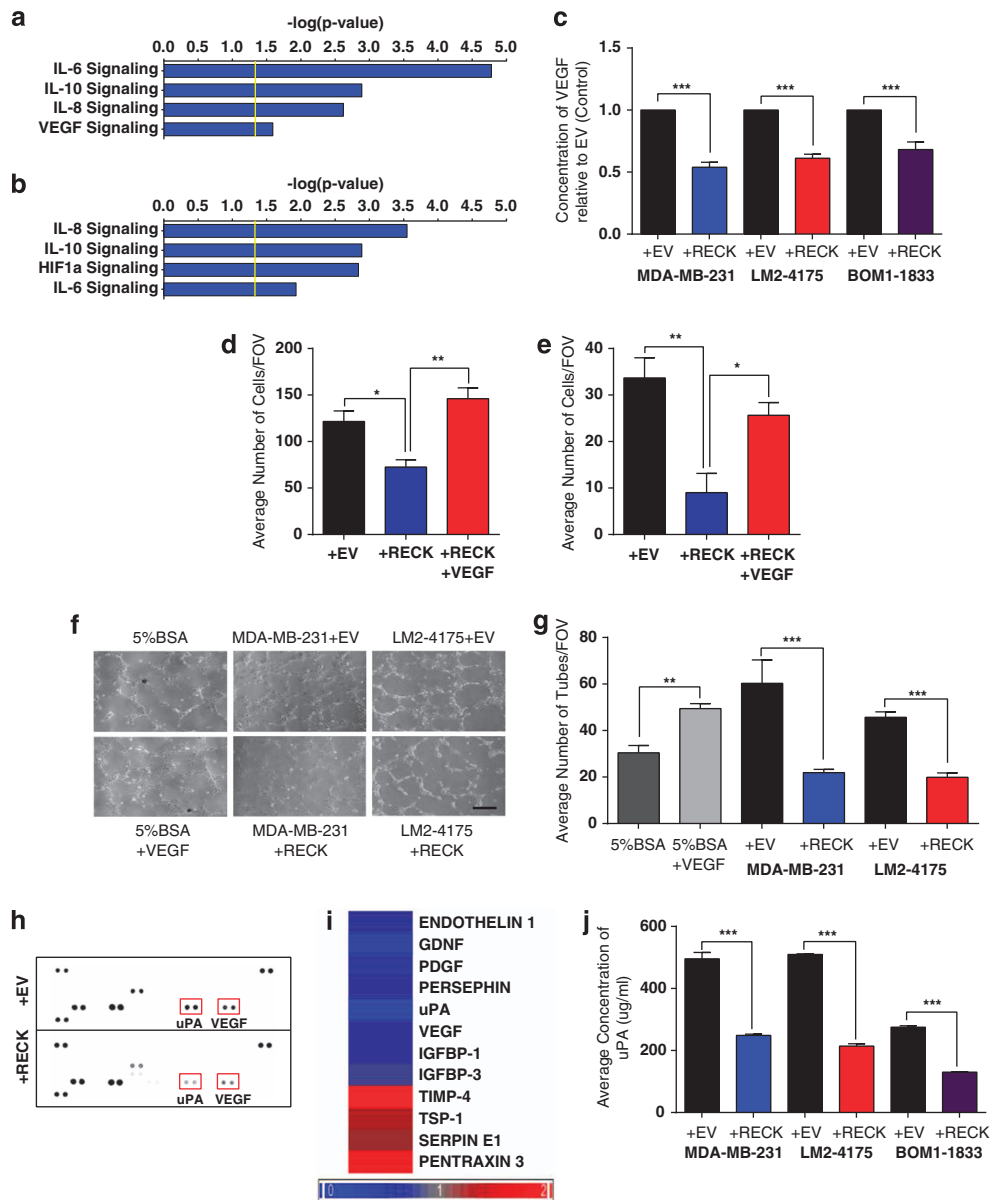 a
-log(p-value)
0.0 0.5 1.0 1.5 2.0 2.5 3.0 3.5 4.0 4.5 5.0
IL-6 Signaling
IL-10 Signaling
IL-8 Signaling
VEGF Signaling
b
-log(p-value)
0.0 0.5 1.0 1.5 2.0 2.5 3.0 3.5 4.0 4.5 5.0
IL-8 Signaling
IL-10 Signaling
HIF1a Signaling
IL-6 Signaling
c
Concentration of VEGF
relative to EV (Control)
1.5
1.0
0.5
0.0
*** *** ***
+EV +RECK +EV +RECK +EV +RECK
MDA-MB-231 LM2-4175 BOM1-1833
d
Average Number of Cells/FOV
200
150
100
50
0
* **
+EV +RECK +RECK
+VEGF
e
Average Number of Cells/FOV
40
30
20
10
0
** *
+EV +RECK +RECK
+VEGF
f
5%BSA MDA-MB-231+EV LM2-4175+EV
5%BSA MDA-MB-231 LM2-4175
+VEGF +RECK +RECK
g
Average Number of Tubes/FOV
80
60
40
20
0
** *** ***
5%BSA 5%BSA +EV +RECK +EV +RECK
+VEGF MDA-MB-231 LM2-4175
h
+EV
uPA VEGF
+RECK
uPA VEGF
i
ENDOTHELIN 1
GDNF
PDGF
PERSEPHIN
uPA
VEGF
IGFBP-1
IGFBP-3
TIMP-4
TSP-1
SERPIN E1
PENTRAXIN 3
0 1 2
j
Average Concentration of
uPA (ug/ml)
600
400
200
0
*** *** ***
+EV +RECK +EV +RECK +EV +RECK
MDA-MB-231 LM2-4175 BOM1-1833